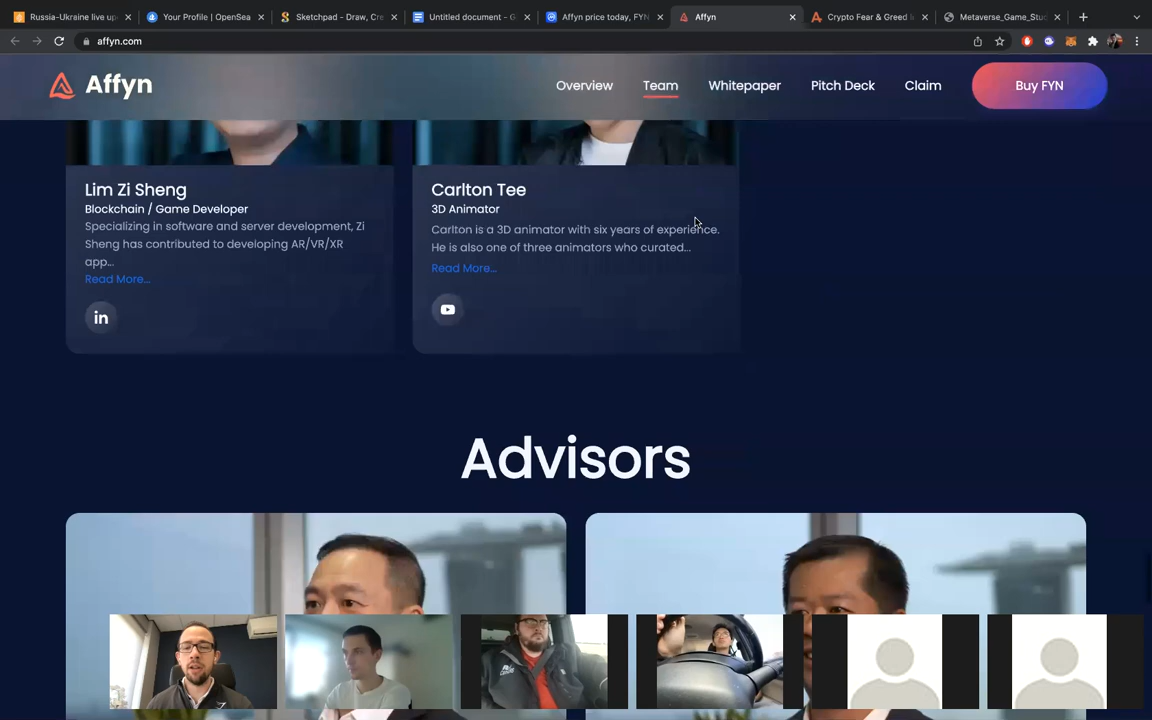 Russia-Ukraine live up
Your Profile | OpenSea
Sketchpad - Draw, Cre
Untitled document - G
Affyn price today, FYN
Affyn
Crypto Fear & Greed I
Metaverse_Game_Stu
affyn.com
Affyn
Overview
Team
Whitepaper
Pitch Deck
Claim
Buy FYN
Lim Zi Sheng
Blockchain / Game Developer
Specializing in software and server development, Zi
Sheng has contributed to developing AR/VR/XR
app...
Read More...
in
Carlton Tee
3D Animator
Carlton is a 3D animator with six years of experience.
He is also one of three animators who curated...
Read More...
Advisors